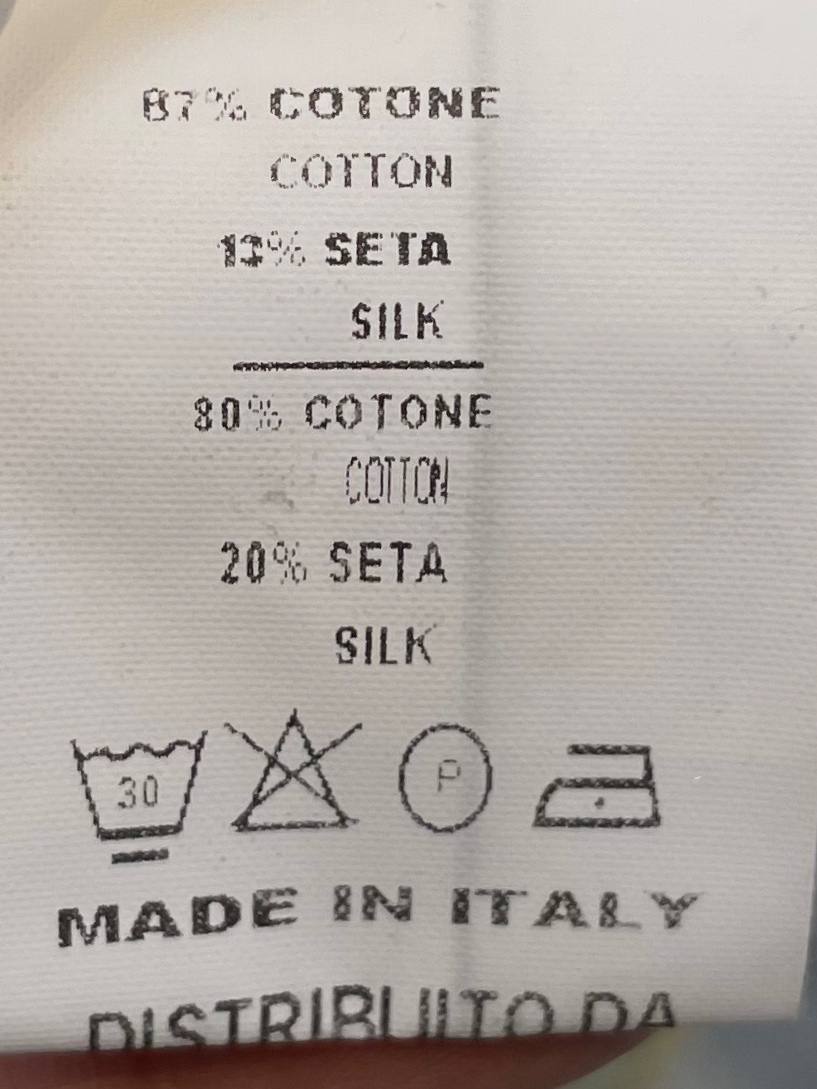 87% COTONE
COTTON
13% SETA
SILK
80% COTONE
COTTON
20% SETA
SILK
30
P
MADE IN ITALY
DISTRIBUITO DA